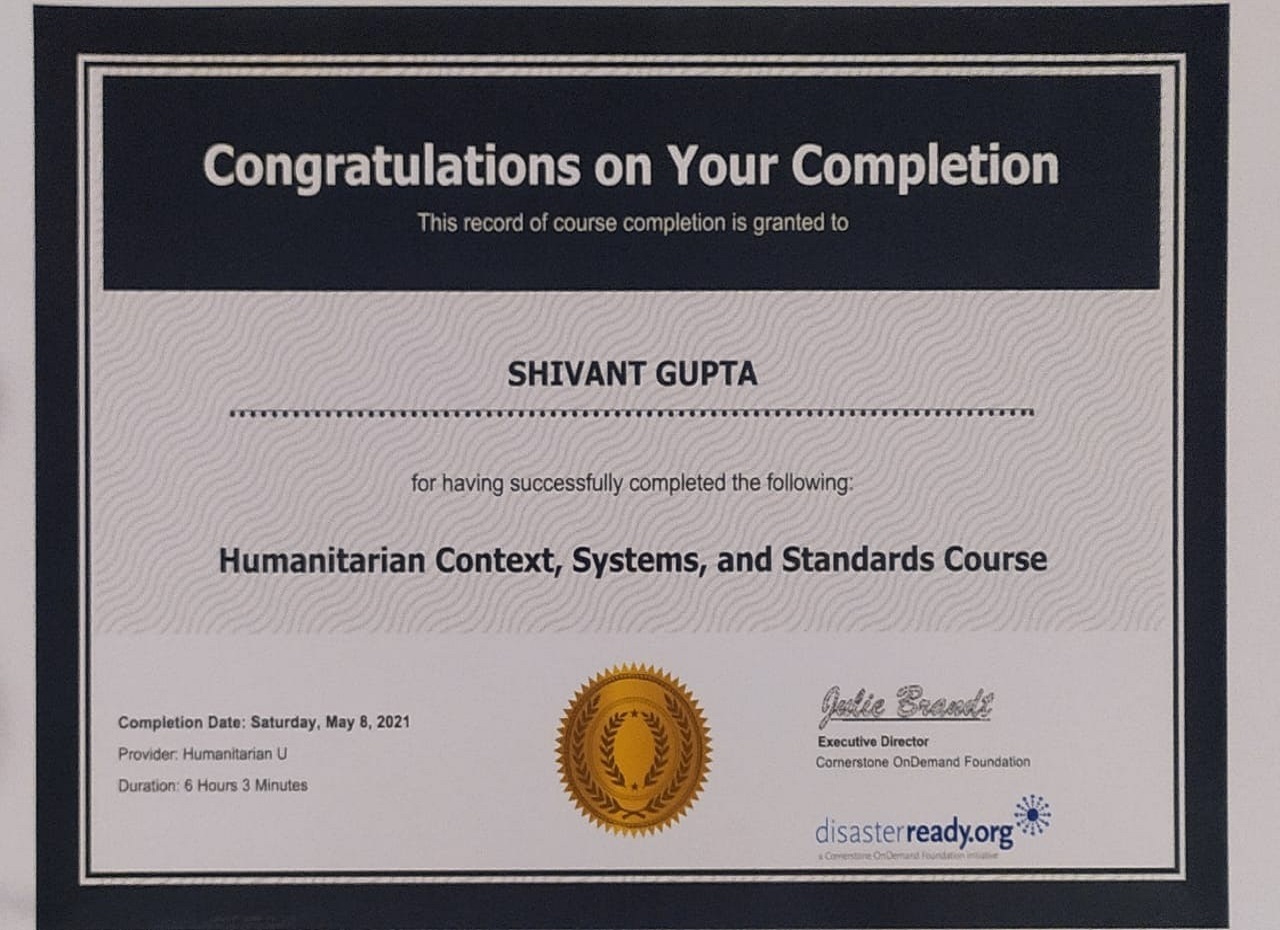 Congratulations on Your Completion
This record of course completion is granted to
SHIVANT GUPTA
for having successfully completed the following:
Humanitarian Context, Systems, and Standards Course
Completion Date: Saturday, May 8, 2021
Provider: Humanitarian U
Duration: 6 Hours 3 Minutes
Julie Brandt
Executive Director
Cornerstone OnDemand Foundation
disasterready.org
a Cornerstone OnDemand Foundation initiative